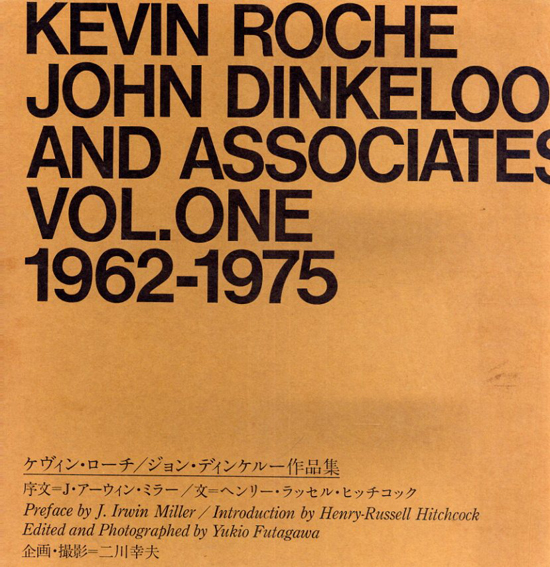 KEVIN ROCHE
JOHN DINKELOO
AND ASSOCIATES
VOL.ONE
1962-1975
ケヴィン・ローチ/ジョン・ディンケルー作品集
序文=J・アーウィン・ミラー/文=ヘンリー・ラッセル・ヒッチコック
Preface by J. Irwin Miller / Introduction by Henry-Russell Hitchcock
Edited and Photographed by Yukio Futagawa
企画・撮影=二川幸夫